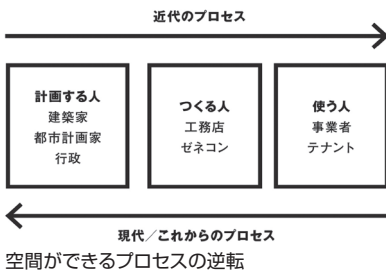 近代のプロセス
計画する人
建築家
都市計画家
行政
つくる人
工務店
ゼネコン
使う人
事業者
テナント
現代／これからのプロセス
空間ができるプロセスの逆転